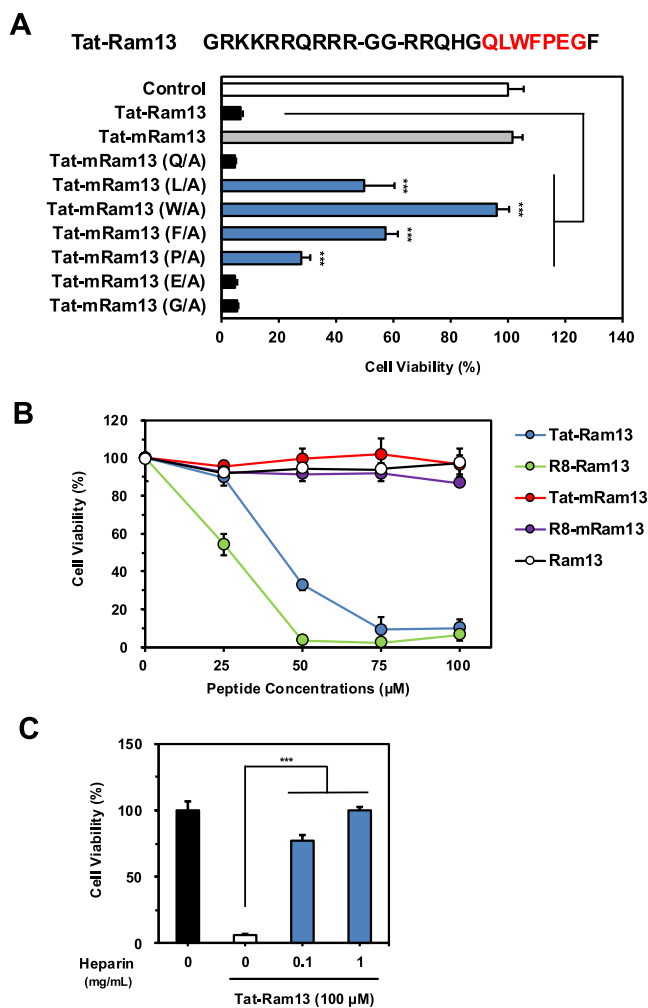 A
Tat-Ram13 GRKKRRQRRR-GG-RRQHGQLWFPEGF
Control
Tat-Ram13
Tat-mRam13
Tat-mRam13 (Q/A)
Tat-mRam13 (L/A)
***
Tat-mRam13 (W/A)
***
Tat-mRam13 (F/A)
***
Tat-mRam13 (P/A)
***
Tat-mRam13 (E/A)
Tat-mRam13 (G/A)
0 20 40 60 80 100 120 140
Cell Viability (%)
B
120
100
80
60
40
20
0
Cell Viability (%)
0 25 50 75 100
Peptide Concentrations (µM)
Tat-Ram13
R8-Ram13
Tat-mRam13
R8-mRam13
Ram13
C
150
100
50
0
Cell Viability (%)
***
Heparin 0 0 0.1 1
(mg/mL)
Tat-Ram13 (100 µM)